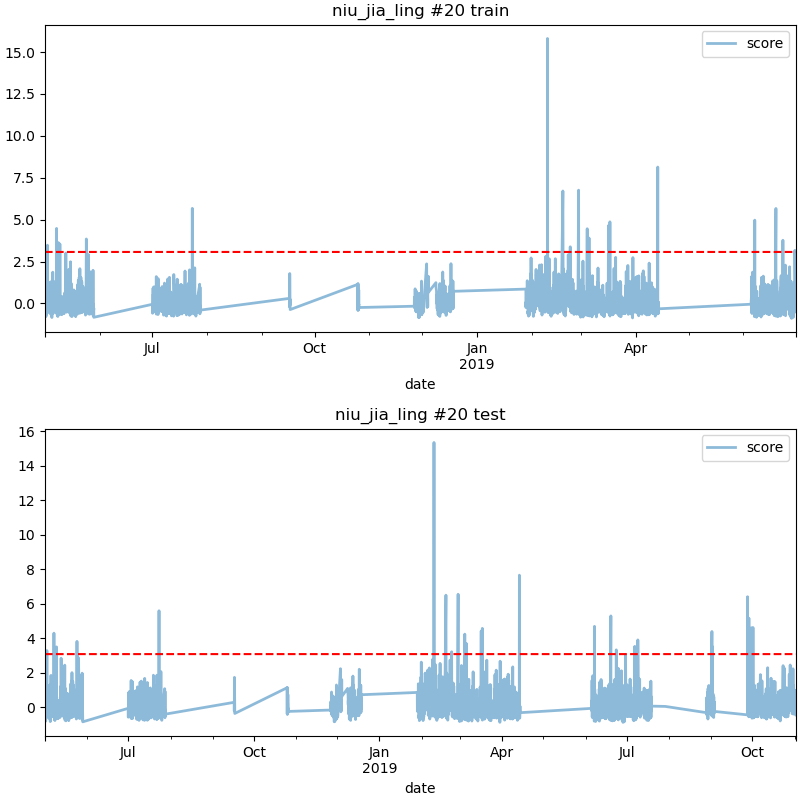 niu_jia_ling #20 train
score
15.0
12.5
10.0
7.5
5.0
2.5
0.0
Jul
Oct
Jan
2019
Apr
date
niu_jia_ling #20 test
score
16
14
12
10
8
6
4
2
0
Jul
Oct
Jan
2019
Apr
Jul
Oct
date